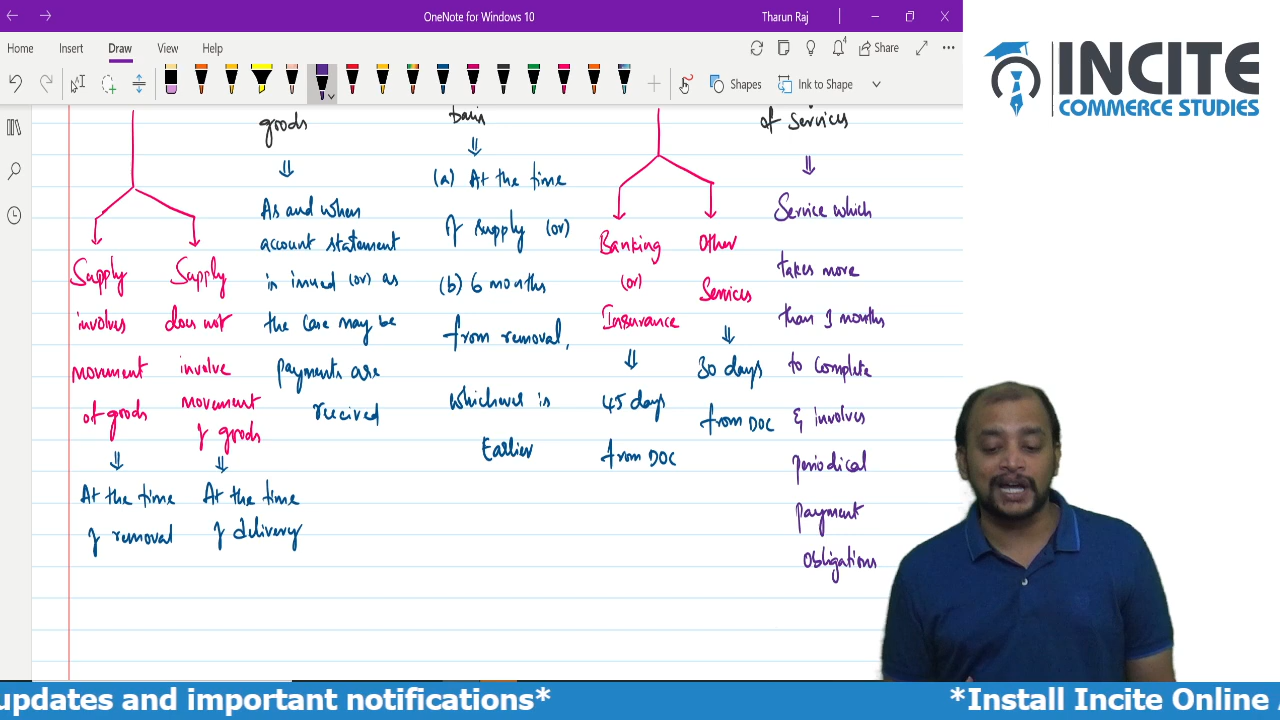 OneNote for Windows 10
Tharun Raj
Home
Insert
Draw
View
Help
4
Share
Shapes
Ink to Shape
INCITE
COMMERCE STUDIES
goods
As and when
account statement
is issued (or) as
the case may be
payments are
received
Supply
involves
movement
of goods
At the time
of removal
Supply
does not
involve
movement
of goods
At the time
of delivery
basis
(a) At the time
of supply (or)
(b) 6 months
from removal,
whichever is
Earlier
Banking
(or)
Insurance
45 days
from DOC
Other
Services
30 days
from DOC
of Services
Service which
takes more
than 3 months
to complete
& involves
periodical
payment
obligations
updates and important notifications*
*Install Incite Online